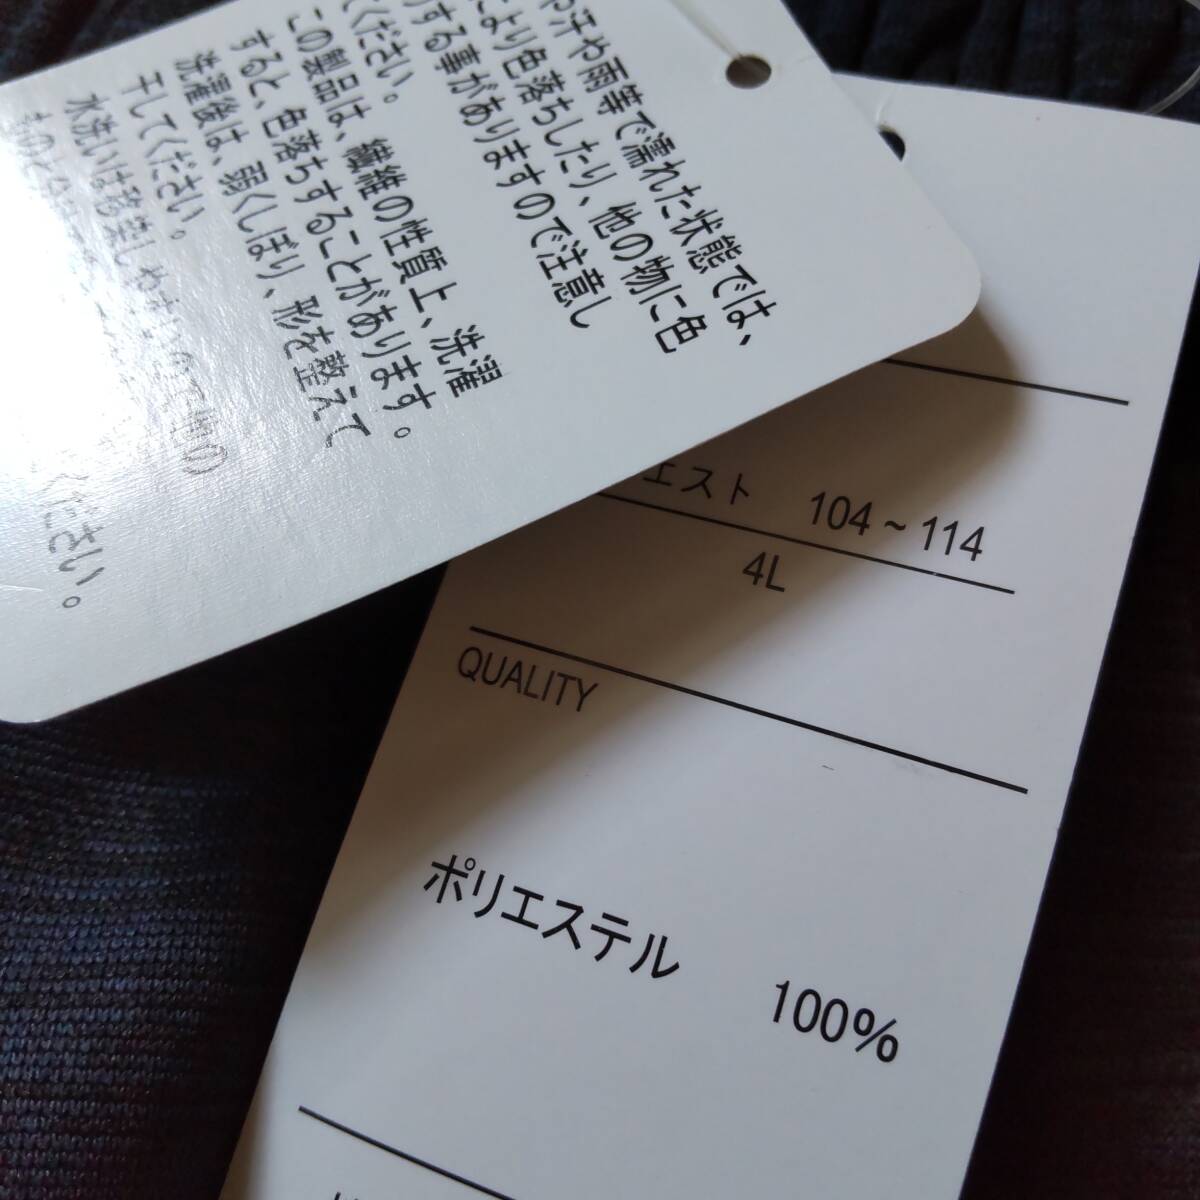 や汗や雨等で濡れた状態では、
により色落ちしたり、他の物に色
する事がありますので注意し
ください。
この製品は、繊維の性質上、洗濯
すると、色落ちすることがあります。
洗濯後は、弱くしぼり、形を整えて
干してください。
水洗いは移染し
ください。
エスト 104~114
4L
QUALITY
ポリエステル 100%